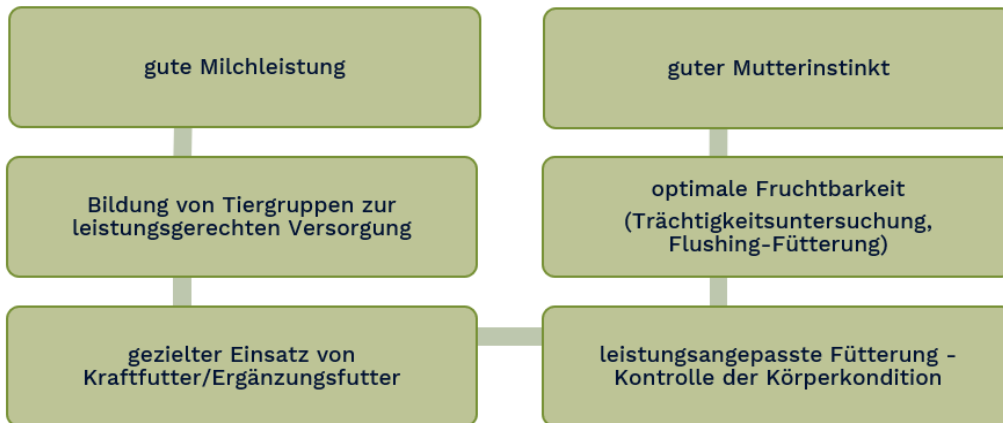 gute Milchleistung
guter Mutterinstinkt
Bildung von Tiergruppen zur
leistungsgerechten Versorgung
optimale Fruchtbarkeit
(Trächtigkeitsuntersuchung,
Flushing-Fütterung)
gezielter Einsatz von
Kraftfutter/Ergänzungsfutter
leistungsangepasste Fütterung -
Kontrolle der Körperkondition